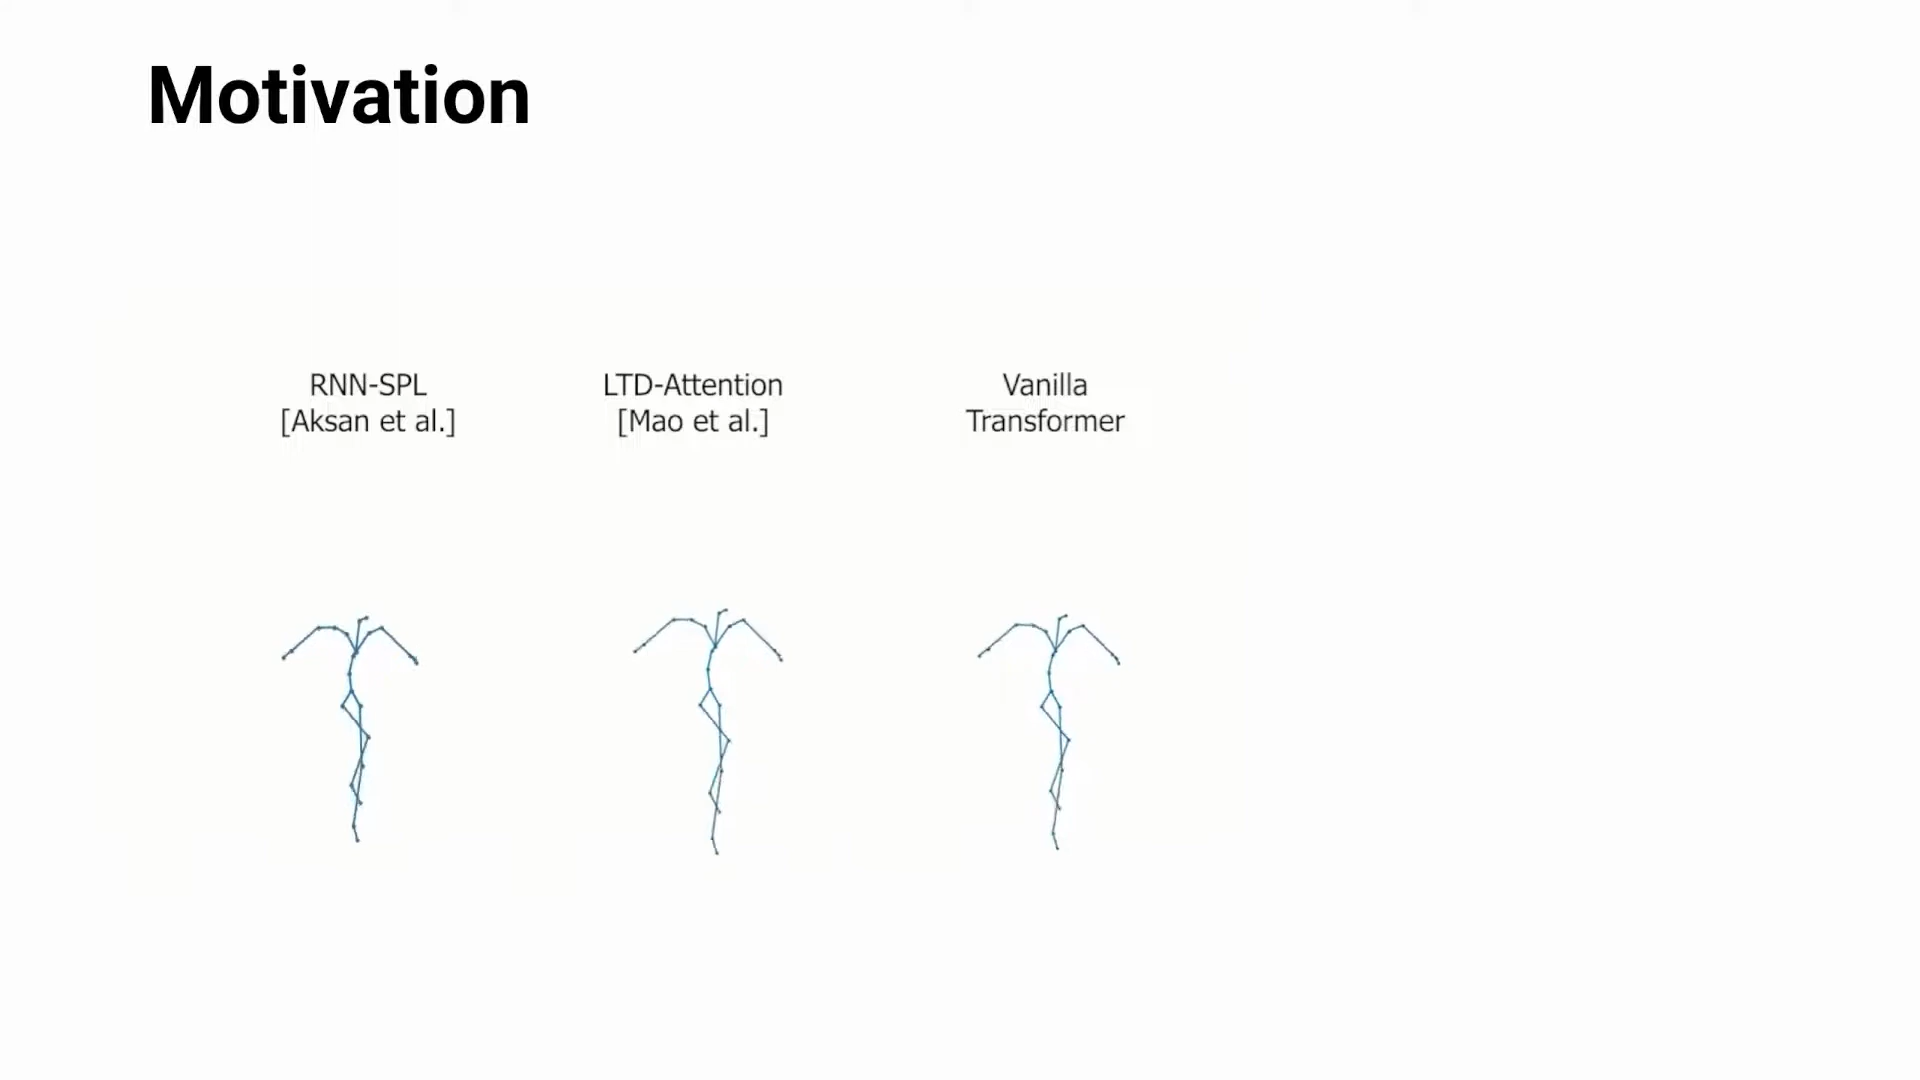 Motivation
RNN-SPL
[Aksan et al.]
LTD-Attention
[Mao et al.]
Vanilla
Transformer